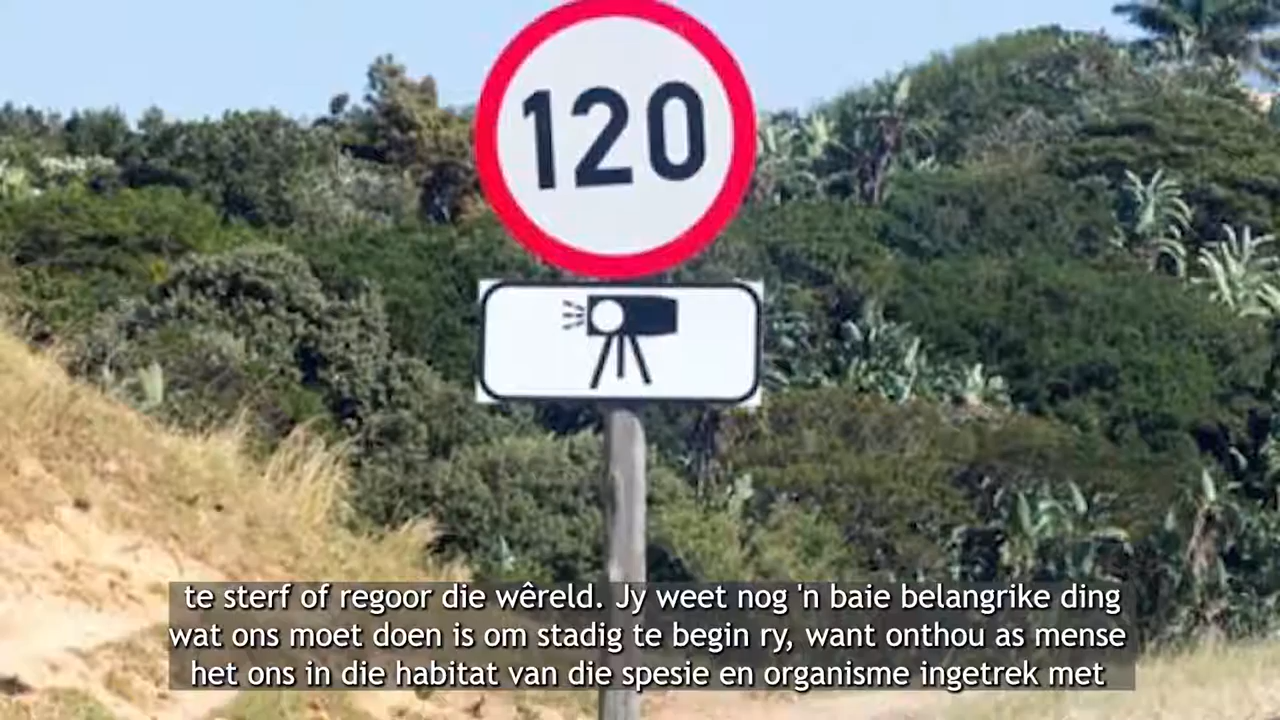 120
te sterf of regoor die wêreld. Jy weet nog 'n baie belangrike ding
wat ons moet doen is om stadig te begin ry, want onthou as mense
het ons in die habitat van die spesie en organisme ingetrek met